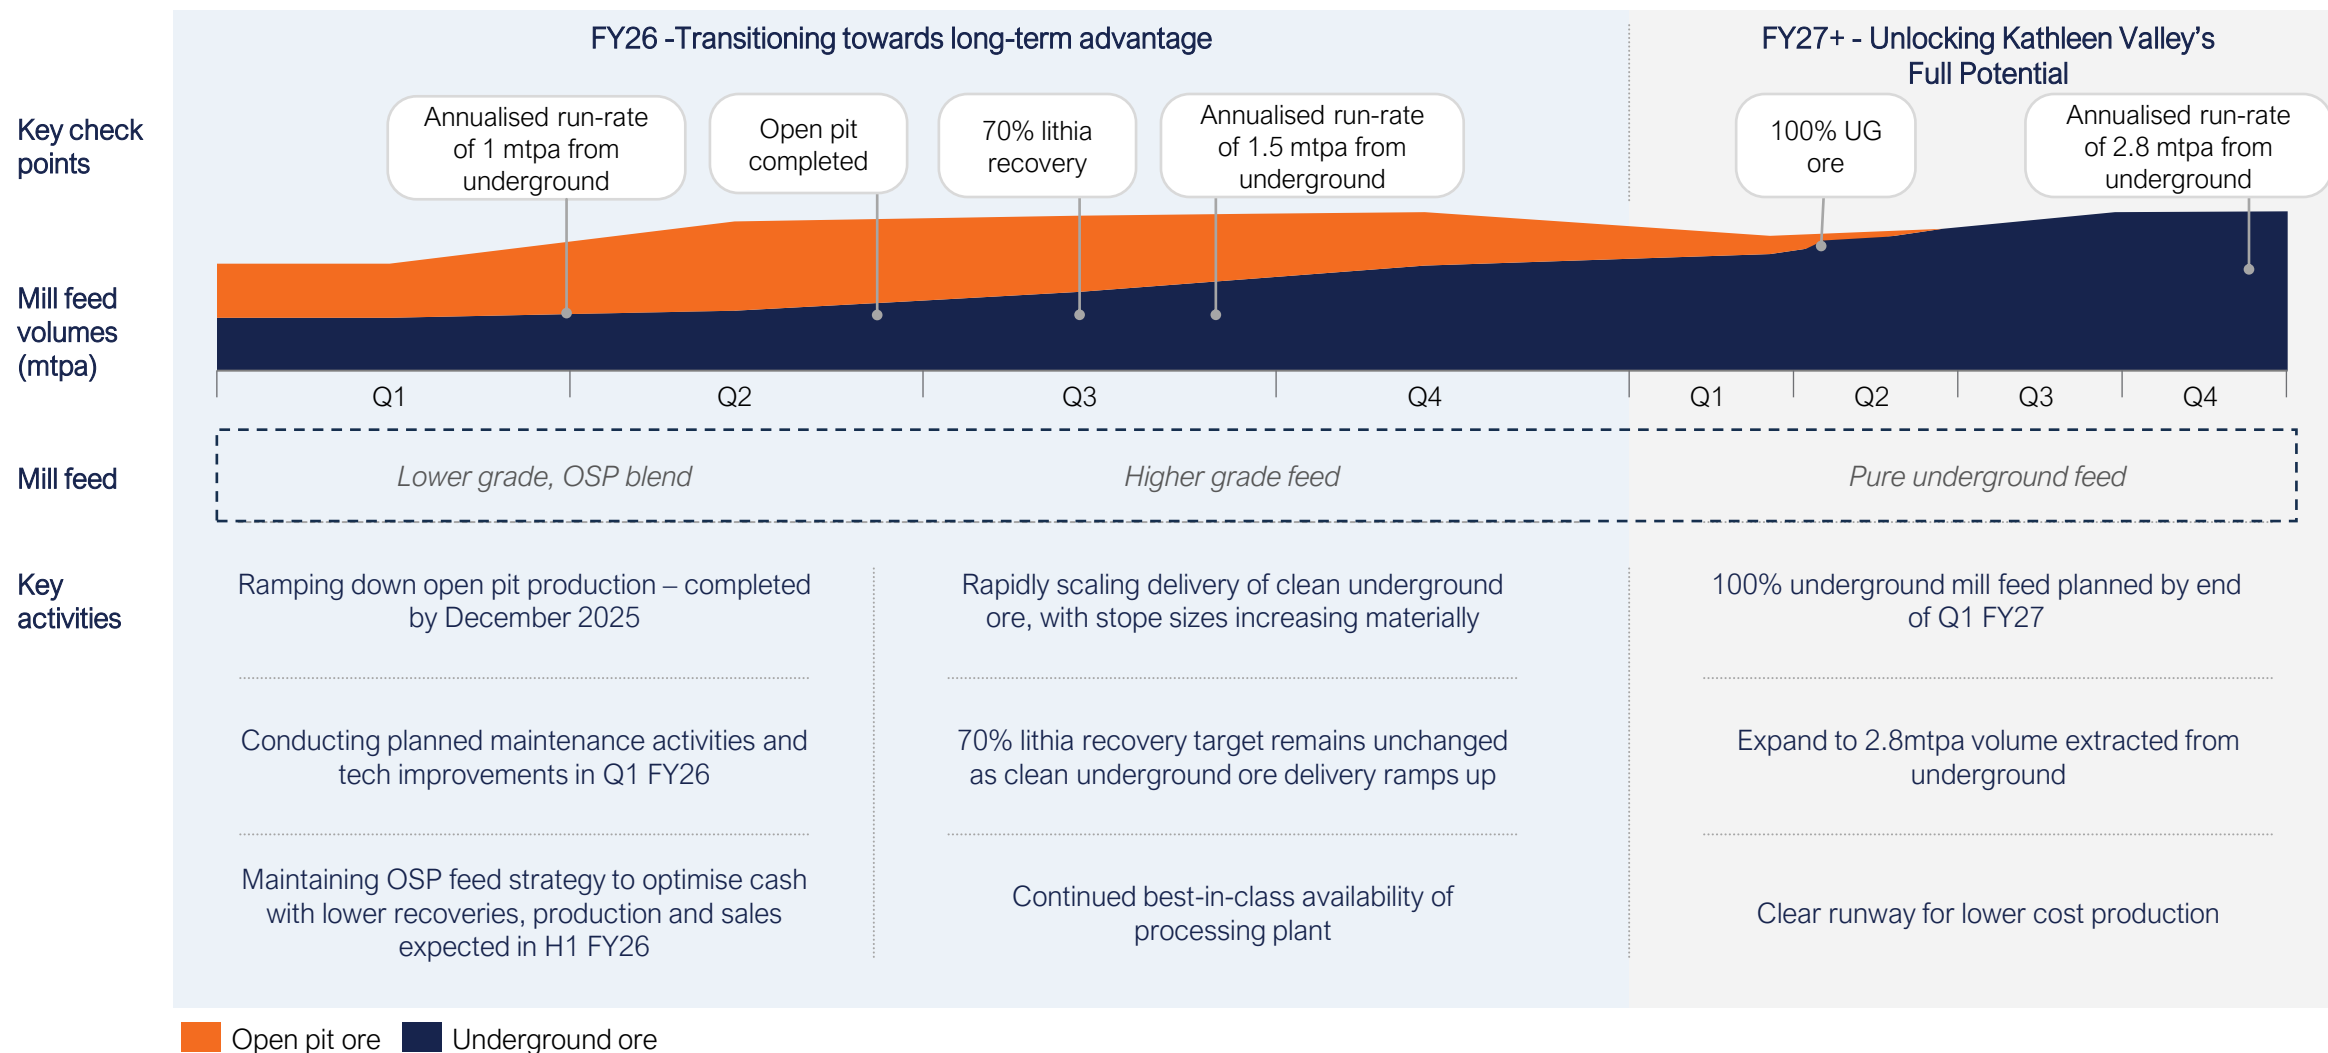 FY26 -Transitioning towards long-term advantage
FY27+ - Unlocking Kathleen Valley's
Full Potential
Key check
points
Annualised run-rate
of 1 mtpa from
underground
Open pit
completed
70% lithia
recovery
Annualised run-rate
of 1.5 mtpa from
underground
100% UG
ore
Annualised run-rate
of 2.8 mtpa from
underground
Mill feed
volumes
(mtpa)
Q1
Q2
Q3
Q4
Q1
Q2
Q3
Q4
Mill feed
Lower grade, OSP blend
Higher grade feed
Pure underground feed
Key
activities
Ramping down open pit production – completed
by December 2025
Rapidly scaling delivery of clean underground
ore, with stope sizes increasing materially
100% underground mill feed planned by end
of Q1 FY27
Conducting planned maintenance activities and
tech improvements in Q1 FY26
70% lithia recovery target remains unchanged
as clean underground ore delivery ramps up
Expand to 2.8mtpa volume extracted from
underground
Maintaining OSP feed strategy to optimise cash
with lower recoveries, production and sales
expected in H1 FY26
Continued best-in-class availability of
processing plant
Clear runway for lower cost production
Open pit ore
Underground ore